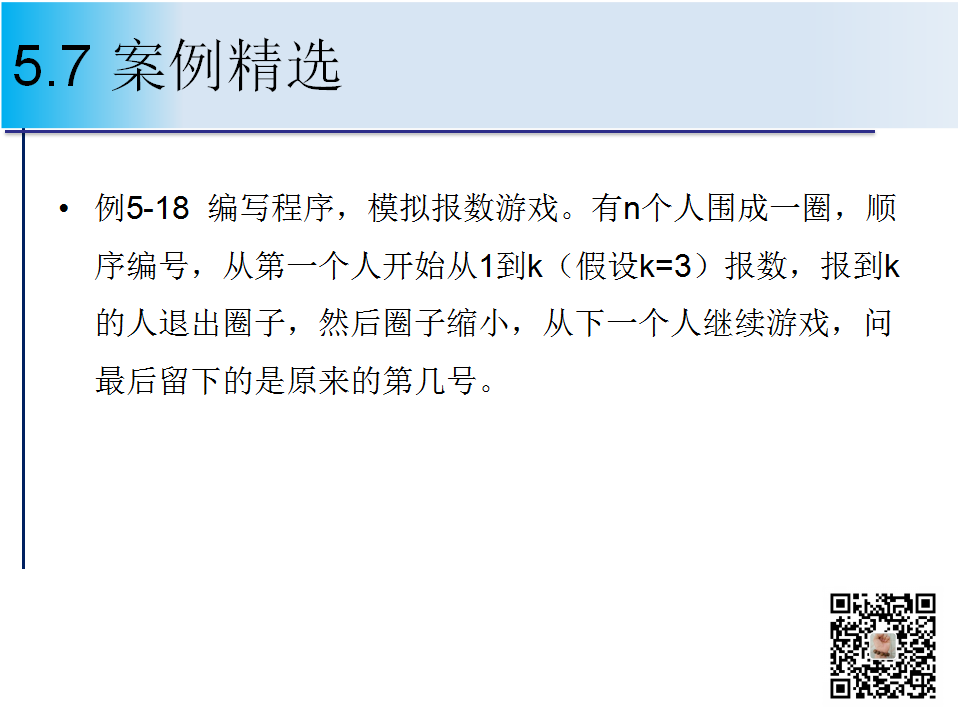 5.7 案例精选
• 例5-18 编写程序，模拟报数游戏。有n个人围成一圈，顺
序编号，从第一个人开始从1到k（假设k=3）报数，报到k
的人退出圈子，然后圈子缩小，从下一个人继续游戏，问
最后留下的是原来的第几号。